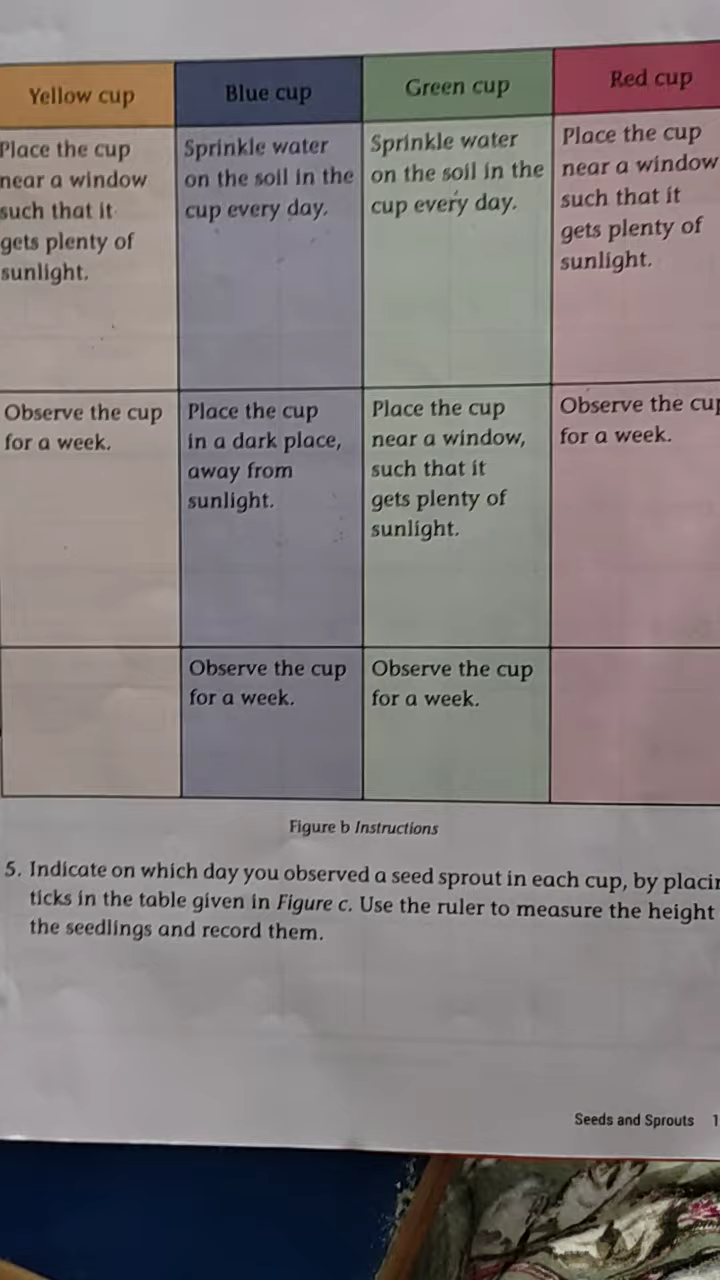 Yellow cup
Blue cup
Green cup
Red cup
Place the cup
near a window
such that it
gets plenty of
sunlight.
Sprinkle water
on the soil in the
cup every day.
Sprinkle water
on the soil in the
cup every day.
Place the cup
near a window
such that it
gets plenty of
sunlight.
Observe the cup
for a week.
Place the cup
in a dark place,
away from
sunlight.
Place the cup
near a window,
such that it
gets plenty of
sunlight.
Observe the cup
for a week.
Observe the cup
for a week.
Observe the cup
for a week.
Figure b Instructions
5. Indicate on which day you observed a seed sprout in each cup, by
ticks in the table given in Figure c. Use the ruler to measure the height
the seedlings and record them.
Seeds and Sprouts